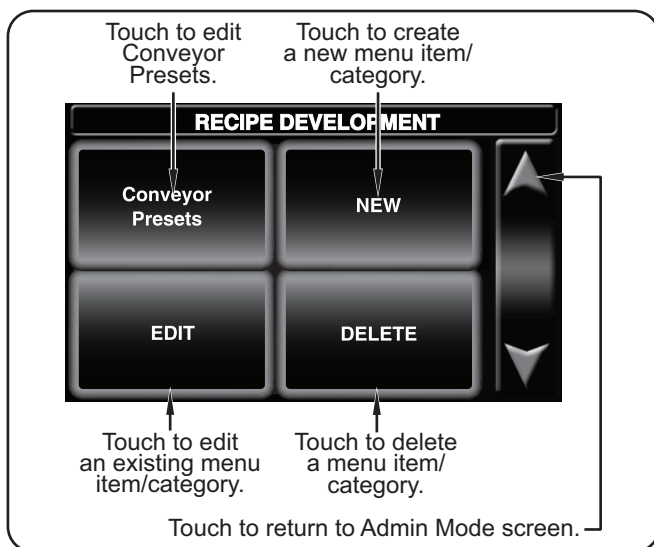 Touch to edit
Conveyor
Presets.
Touch to create
a new menu item/
category.
RECIPE DEVELOPMENT
Conveyor
Presets
NEW
EDIT
DELETE
Touch to edit
an existing menu
item/category.
Touch to delete
a menu item/
category.
Touch to return to Admin Mode screen.